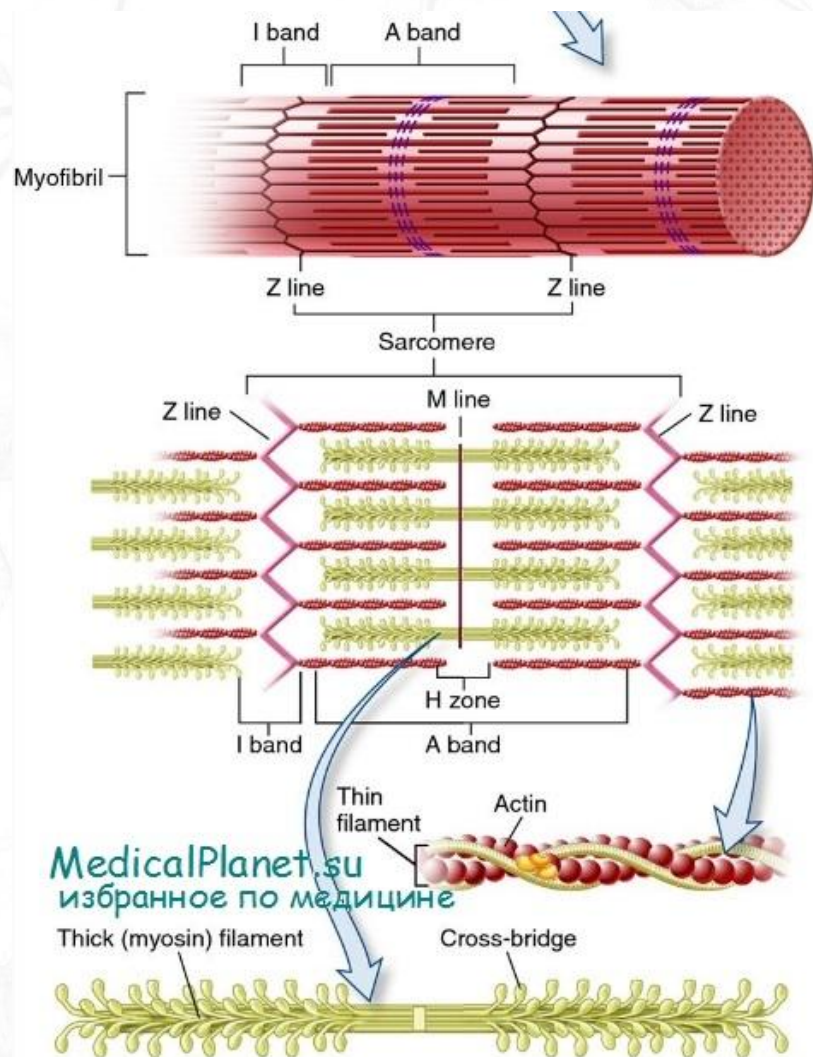 I band
A band
Myofibril
Z line
Z line
Sarcomere
Z line
M line
Z line
H zone
I band
A band
Thin
filament
Actin
MedicalPlanet.su
избранное по медицине
Thick (myosin) filament
Cross-bridge